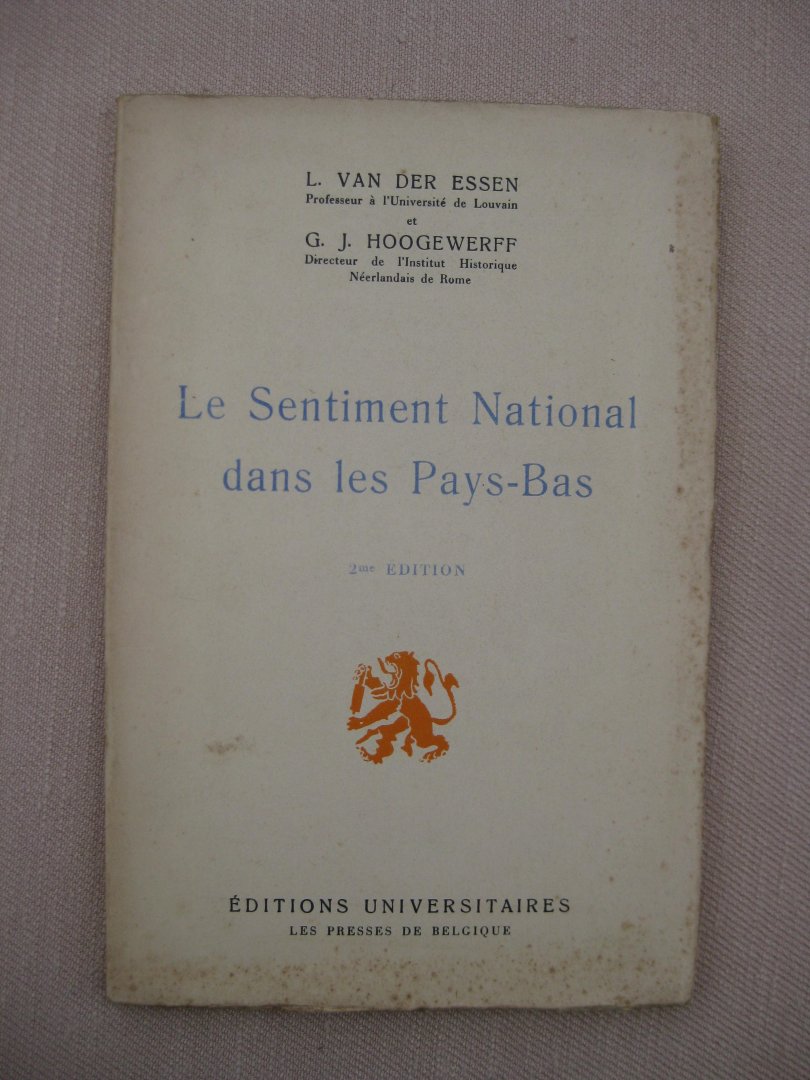 L. VAN DER ESSEN
Professeur à l'Université de Louvain
et
G. J. HOOGEWERFF
Directeur de l'Institut Historique
Néerlandais de Rome
Le Sentiment National
dans les Pays-Bas
2me EDITION
ÉDITIONS UNIVERSITAIRES
LES PRESSES DE BELGIQUE